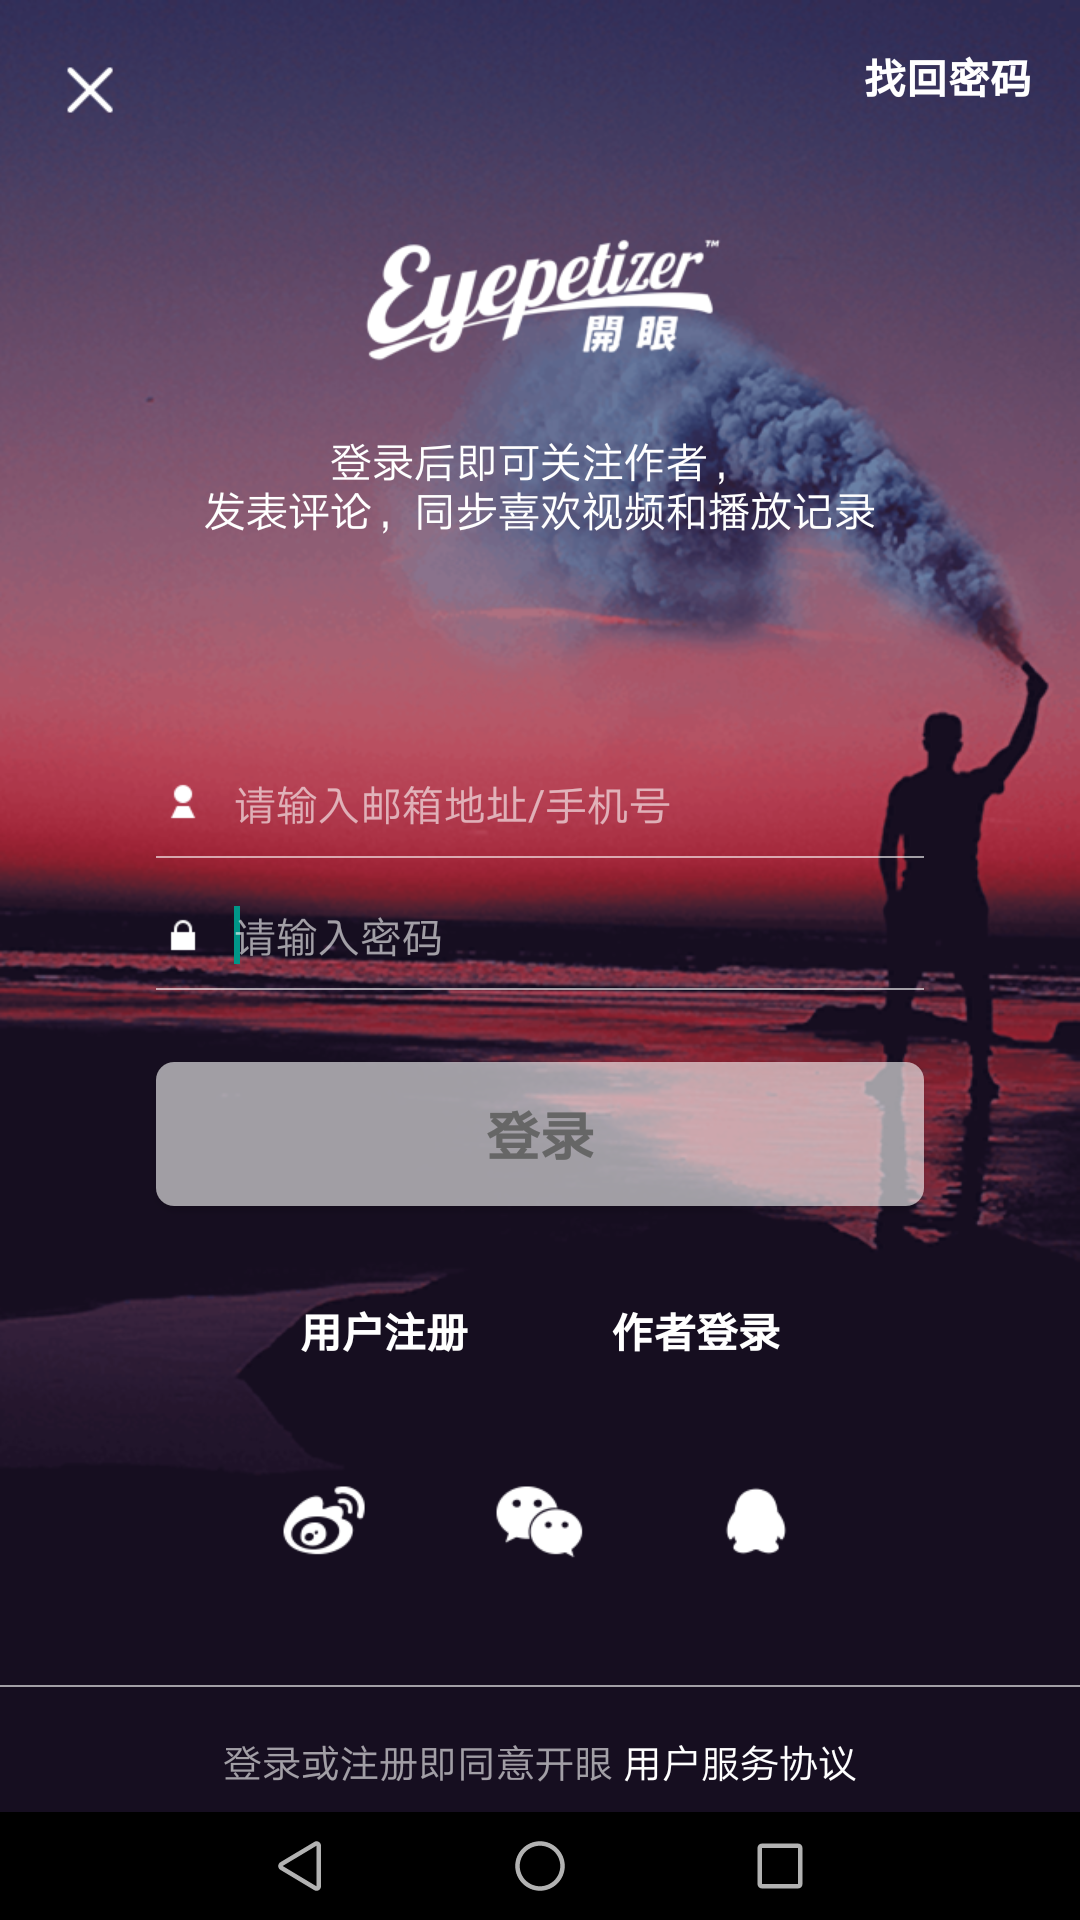 找回密码
Eyepetizer™
開眼
登录后即可关注作者，
发表评论，同步喜欢视频和播放记录
请输入邮箱地址/手机号
请输入密码
登录
用户注册
作者登录
登录或注册即同意开眼 用户服务协议